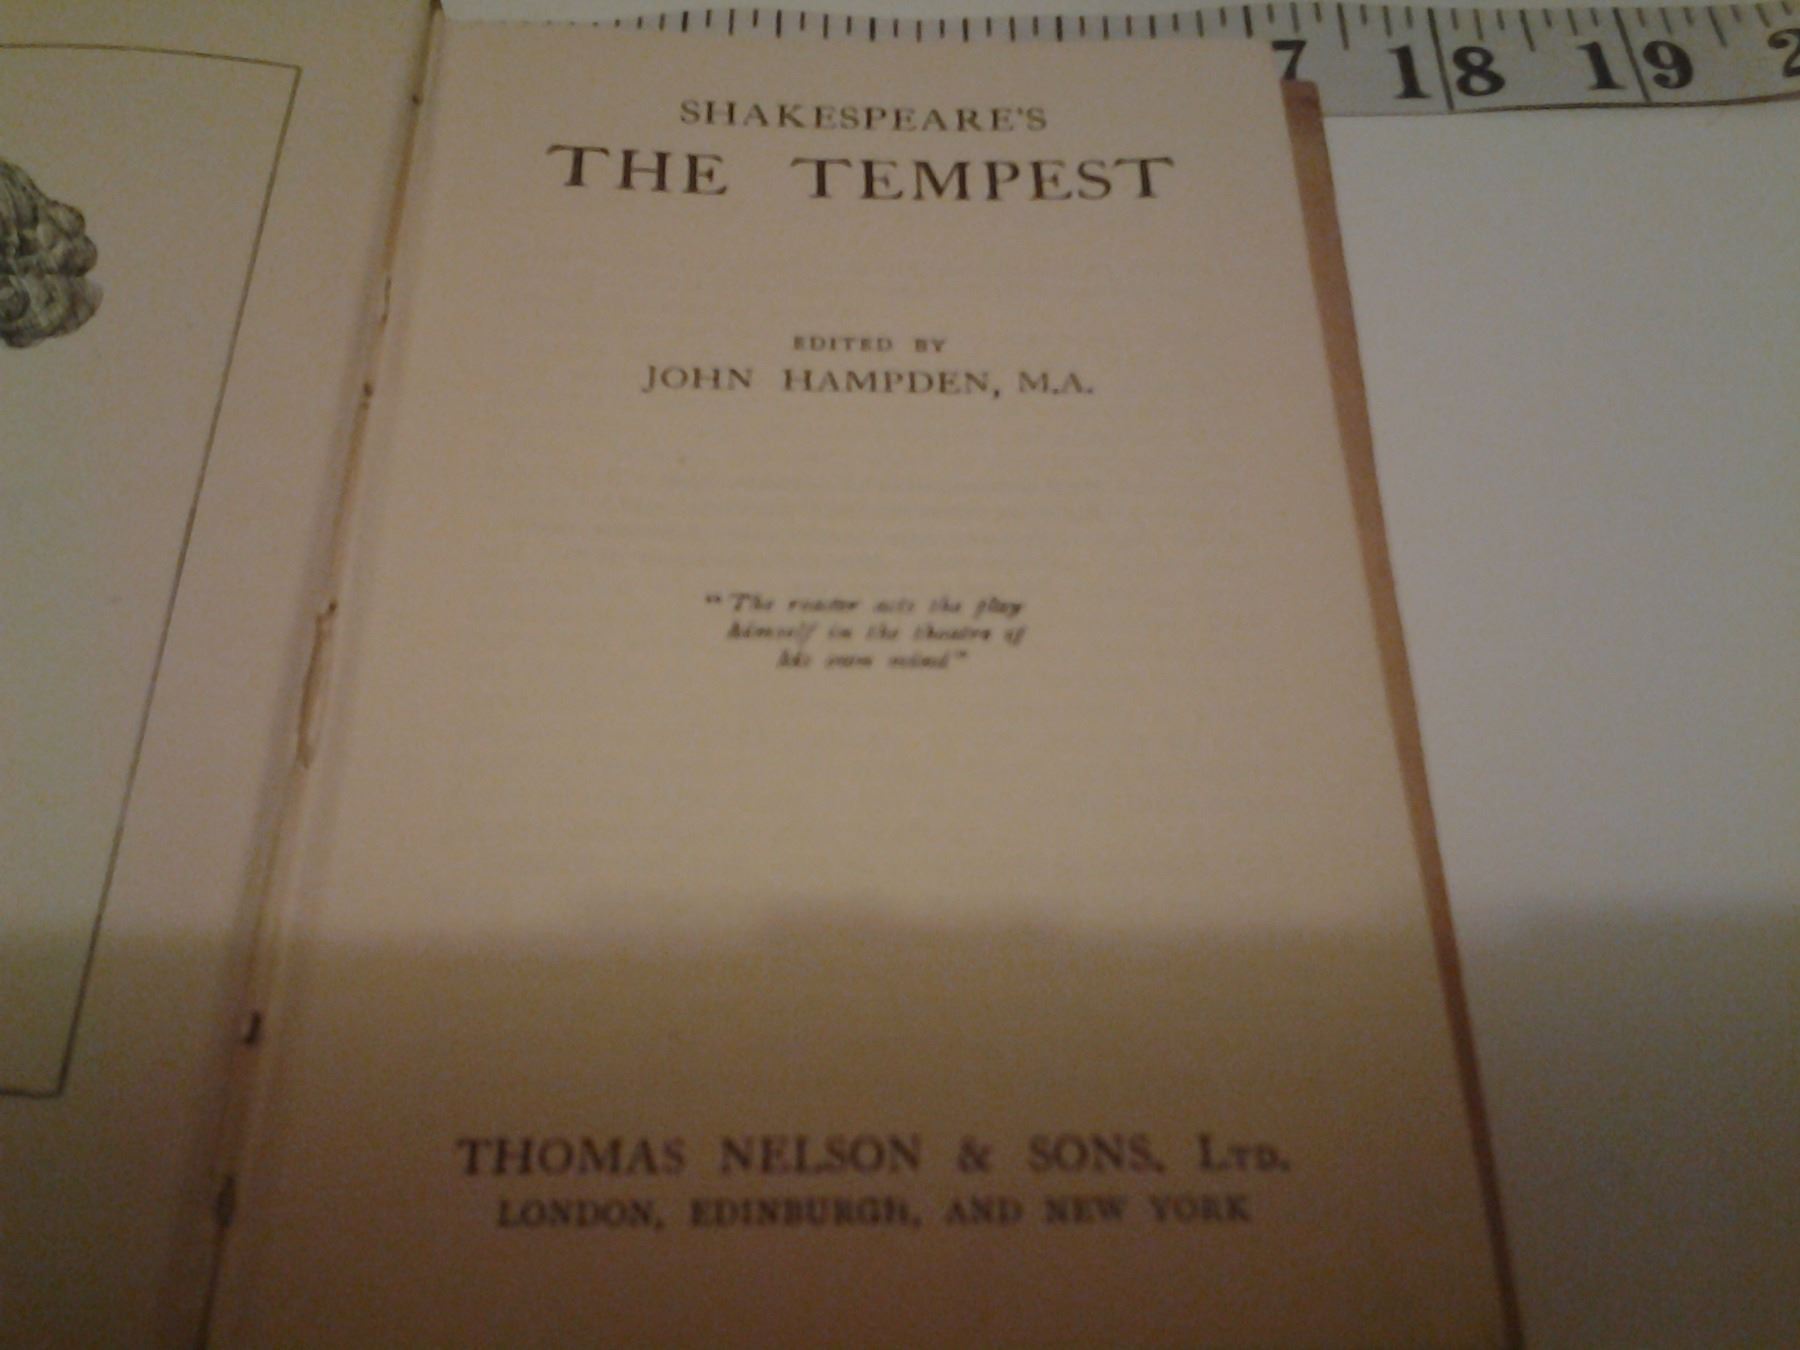 7 18 19 2
SHAKESPEARE'S
THE TEMPEST
EDITED BY
JOHN HAMPDEN, M.A.
"The reader acts the play
himself in the theatre of
his own mind"
THOMAS NELSON & SONS, LTD.
LONDON, EDINBURGH, AND NEW YORK